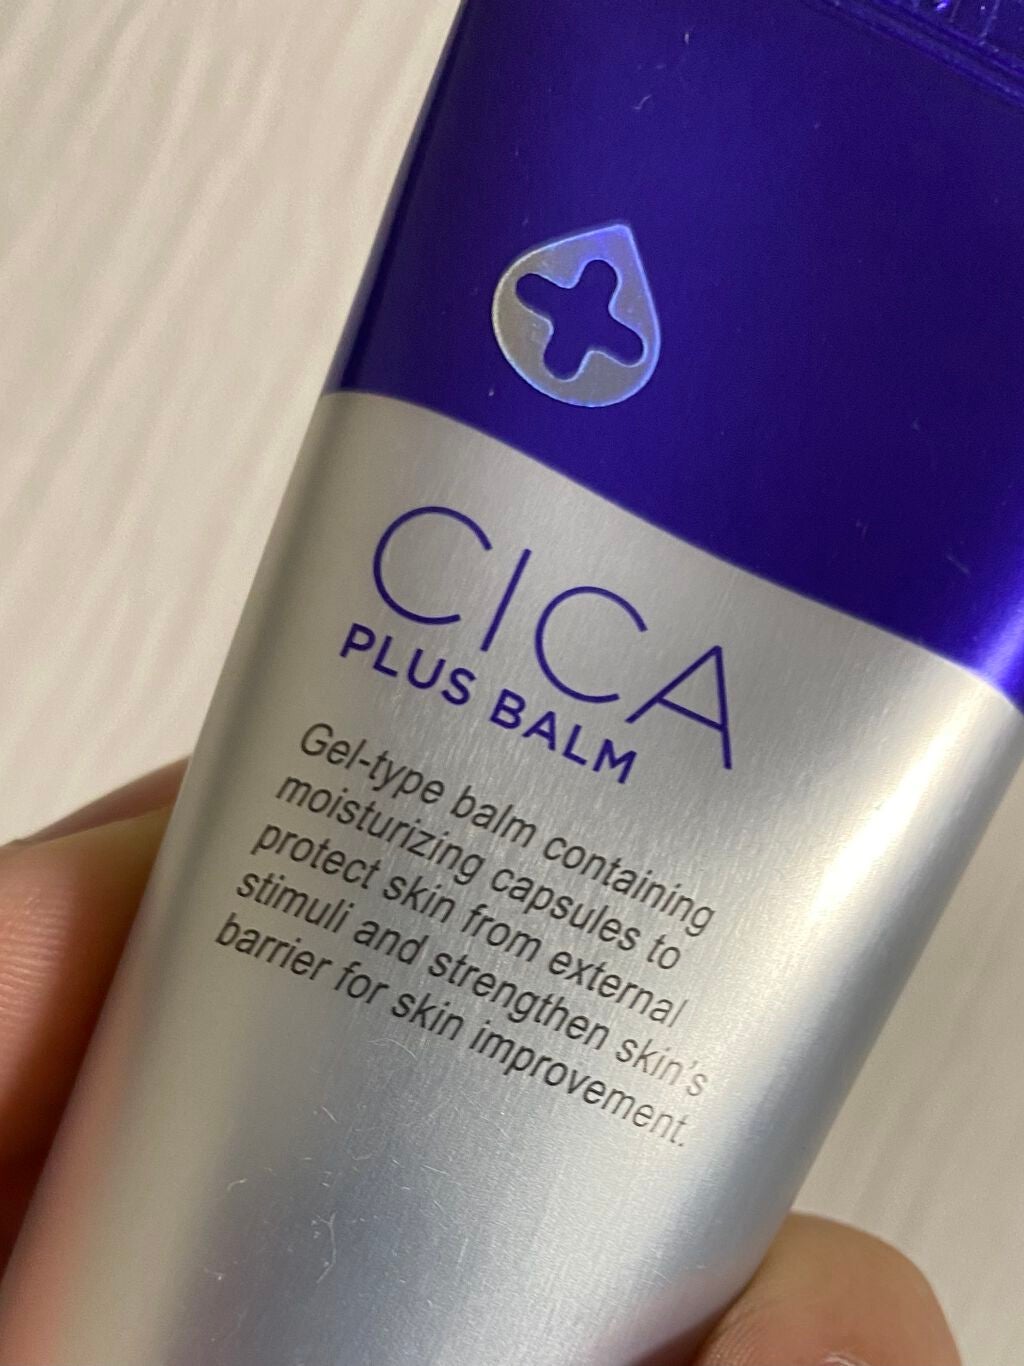 CICA
PLUS BALM
Gel-type balm containing
moisturizing capsules to
protect skin from external
stimuli and strengthen skin's
barrier for skin improvement.